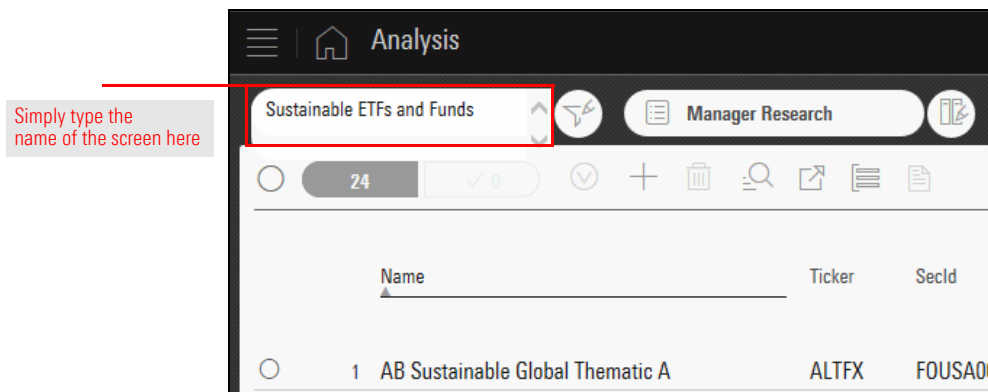 Analysis
Simply type the
name of the screen here
Sustainable ETFs and Funds
Manager Research
24
0
Name
Ticker
SecId
1 AB Sustainable Global Thematic A ALTFX